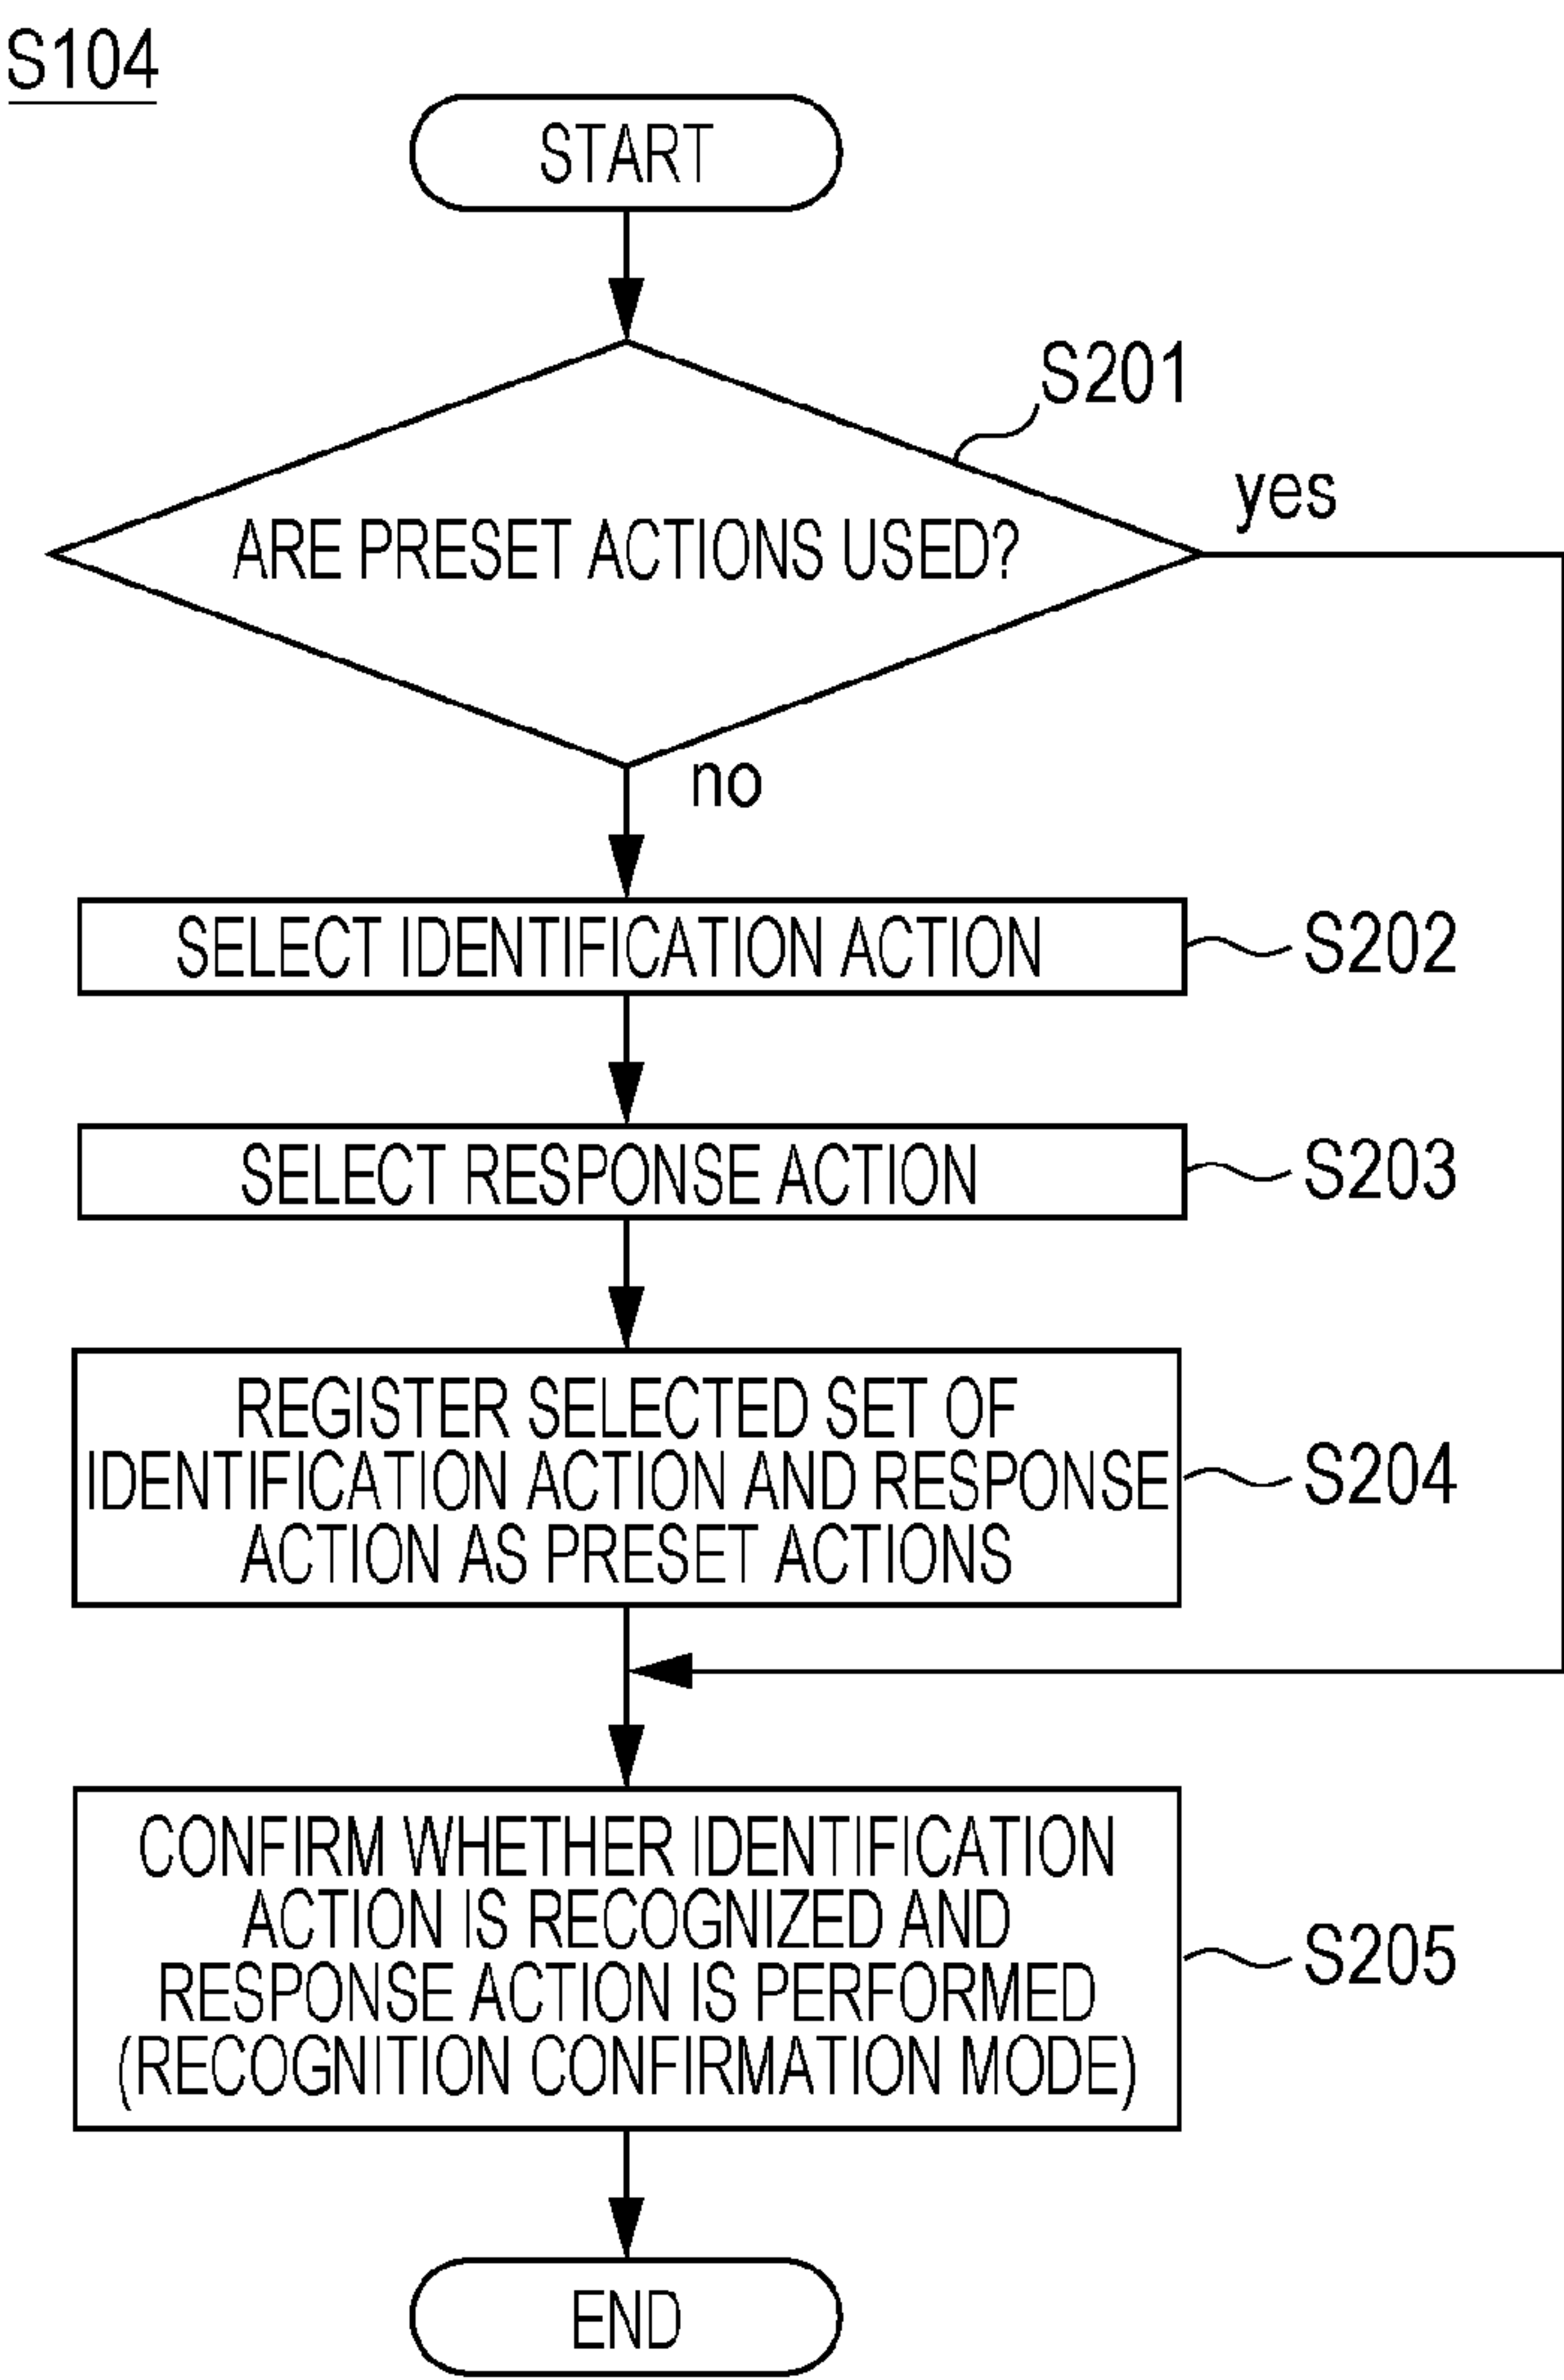 S104
START
S201
yes
ARE PRESET ACTIONS USED?
no
SELECT IDENTIFICATION ACTION
S202
SELECT RESPONSE ACTION
S203
REGISTER SELECTED SET OF
IDENTIFICATION ACTION AND RESPONSE
ACTION AS PRESET ACTIONS
S204
CONFIRM WHETHER IDENTIFICATION
ACTION IS RECOGNIZED AND
RESPONSE ACTION IS PERFORMED
(RECOGNITION CONFIRMATION MODE)
S205
END